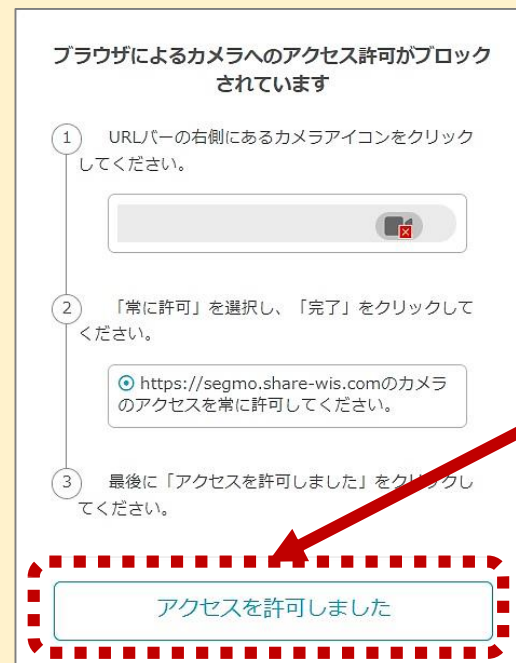 ブラウザによるカメラへのアクセス許可がブロック
されています
1 URLバーの右側にあるカメラアイコンをクリック
してください。
2 「常に許可」を選択し、「完了」をクリックして
ください。
https://segmo.share-wis.comのカメラ
のアクセスを常に許可してください。
3 最後に「アクセスを許可しました」をクリックし
てください。
アクセスを許可しました